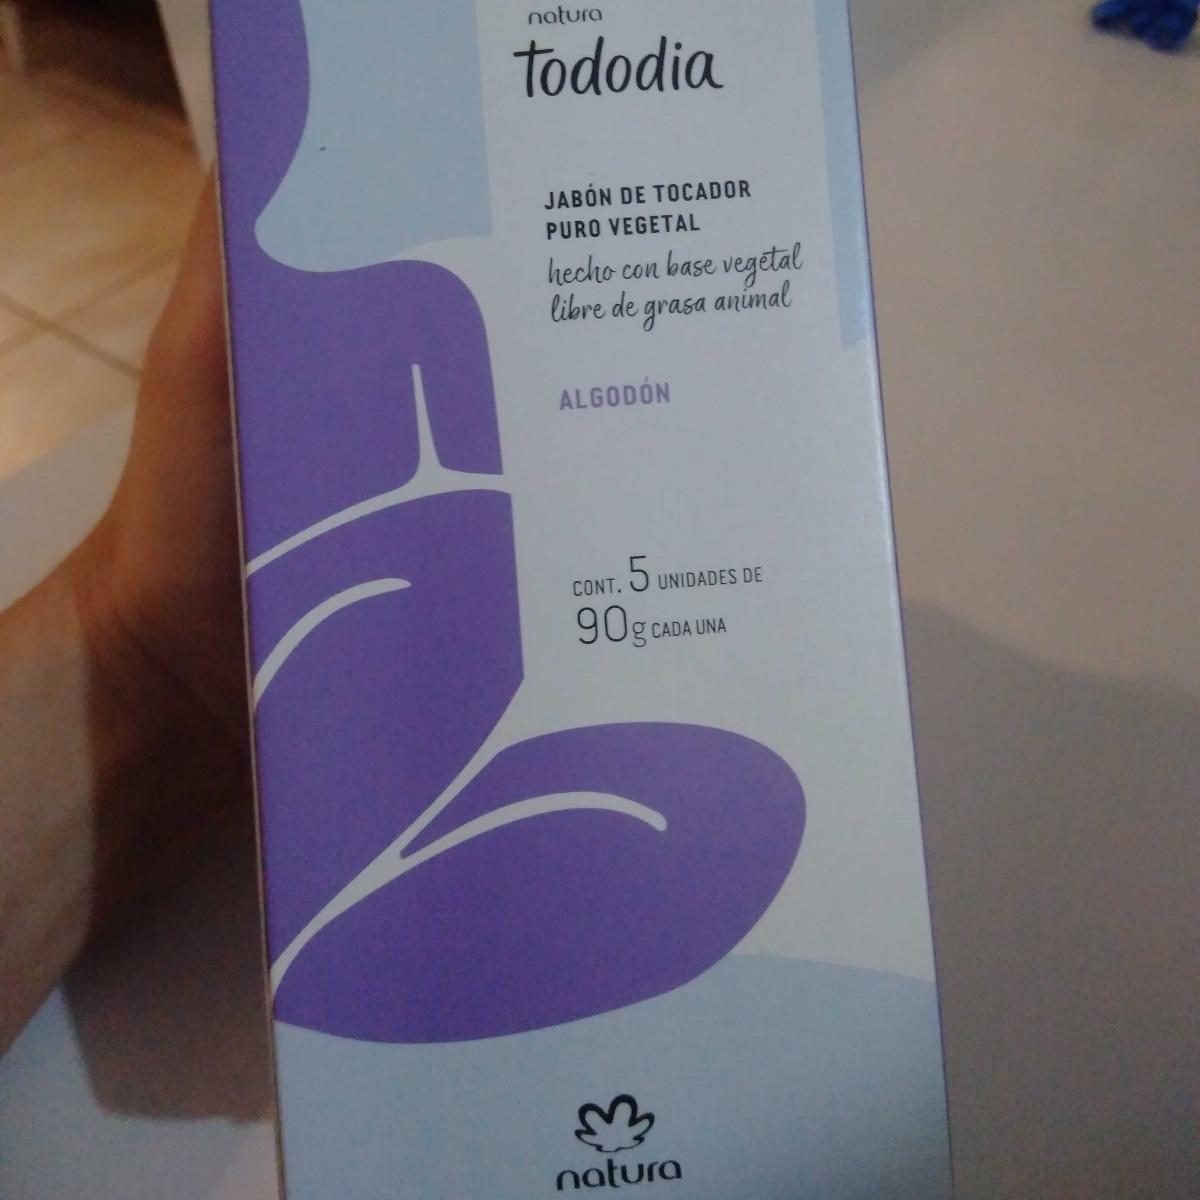 natura
tododia
JABÓN DE TOCADOR
PURO VEGETAL
hecho con base vegetal
libre de grasa animal
ALGODÓN
CONT. 5 UNIDADES DE
90g CADA UNA
natura